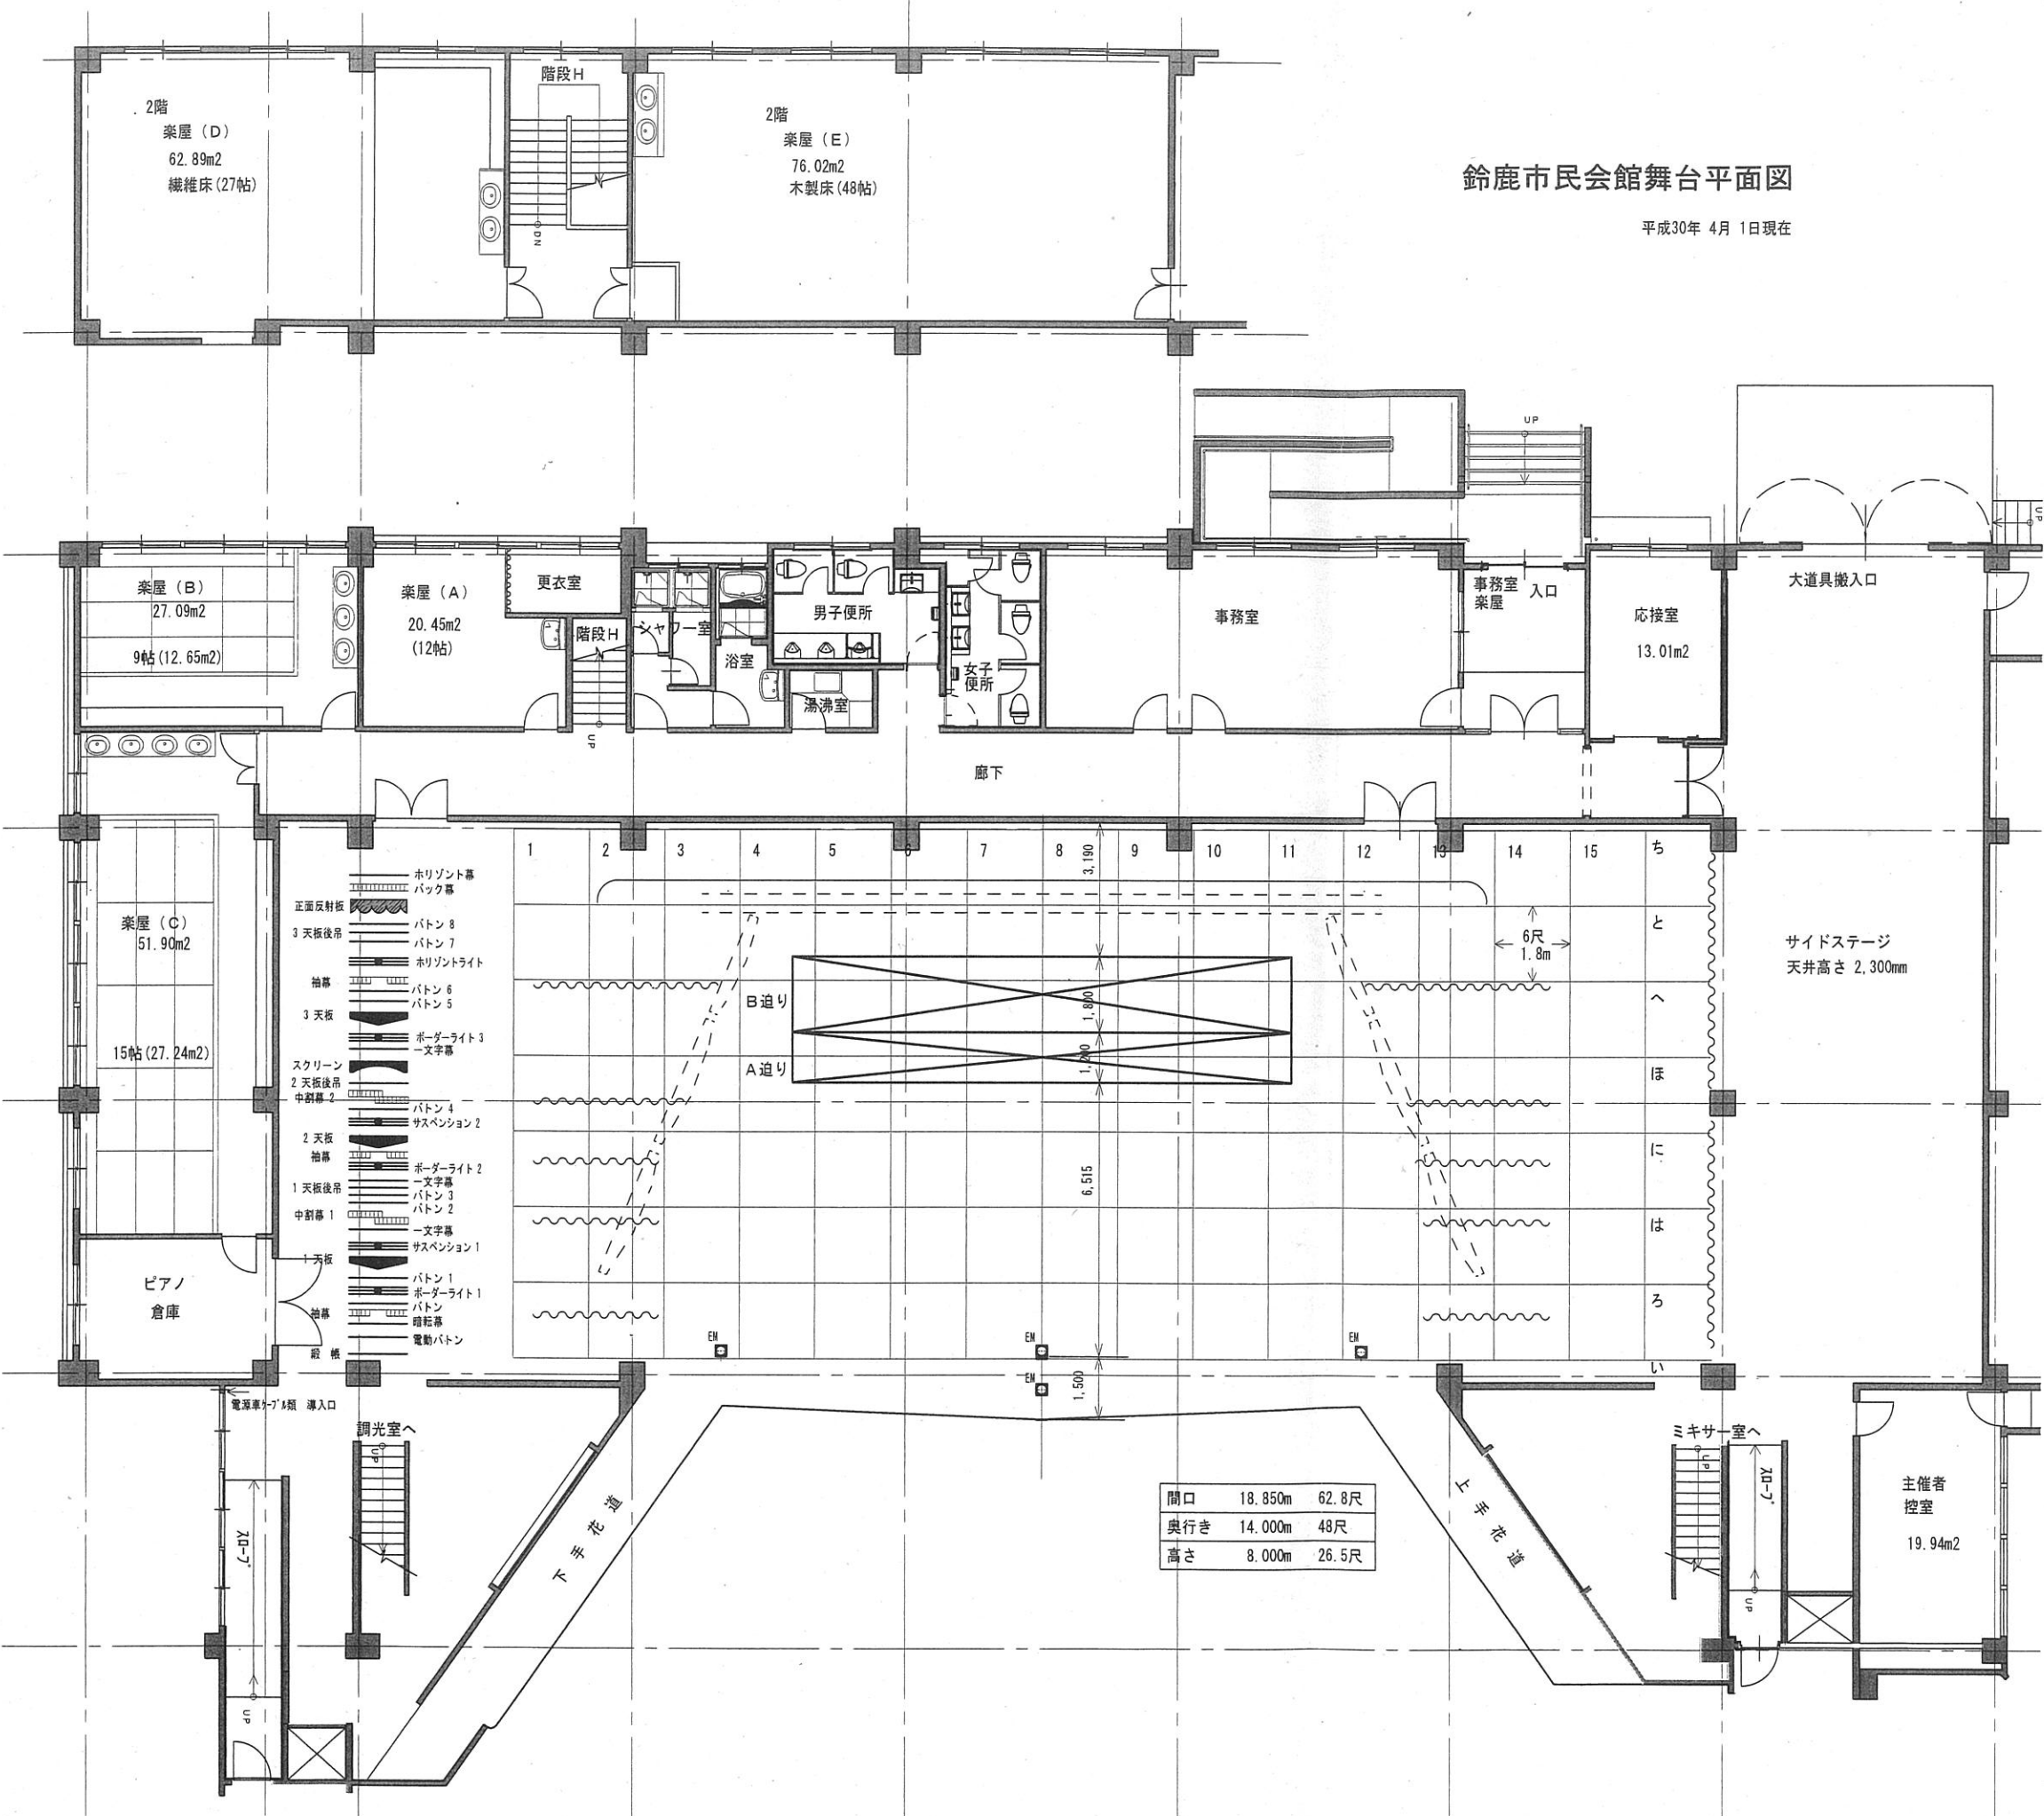 鈴鹿市民会館舞台平面図
平成30年 4月 1日現在
2階
楽屋（D）
62.89m2
繊維床(27帖)
階段H
DN
2階
楽屋（E）
76.02m2
木製床(48帖)
UP
UP
大道具搬入口
楽屋（B）
27.09m2
9帖(12.65m2)
楽屋（A）
20.45m2
(12帖)
更衣室
階段H
UP
シャワー室
浴室
男子便所
湯沸室
女子
便所
事務室
事務室
楽屋
入口
応接室
13.01m2
廊下
楽屋（C）
51.90m2
15帖(27.24m2)
ピアノ
倉庫
ホリゾント幕
バック幕
正面反射板
バトン 8
3 天板後吊
バトン 7
ホリゾントライト
袖幕
バトン 6
バトン 5
3 天板
ボーダーライト 3
一文字幕
スクリーン
2 天板後吊
中割幕 2
バトン 4
サスペンション 2
2 天板
袖幕
ボーダーライト 2
一文字幕
1 天板後吊
バトン 3
バトン 2
中割幕 1
一文字幕
サスペンション 1
1 天板
バトン 1
ボーダーライト 1
バトン
袖幕
暗転幕
電動バトン
緞 帳
1 2 3 4 5 6 7 8 9 10 11 12 13 14 15
ち
と
へ
ほ
に
は
ろ
い
3,190
1,800
1,200
6,515
1,500
6尺
1.8m
B迫り
A迫り
EM
EM
EM
EM
サイドステージ
天井高さ 2,300mm
電源車ｹｰﾌﾞﾙ類 導入口
調光室へ
UP
ｽﾛｰﾌﾟ
UP
下手花道
間口 18.850m 62.8尺
奥行き 14.000m 48尺
高さ 8.000m 26.5尺
上手花道
ミキサー室へ
UP
ｽﾛｰﾌﾟ
UP
主催者
控室
19.94m2